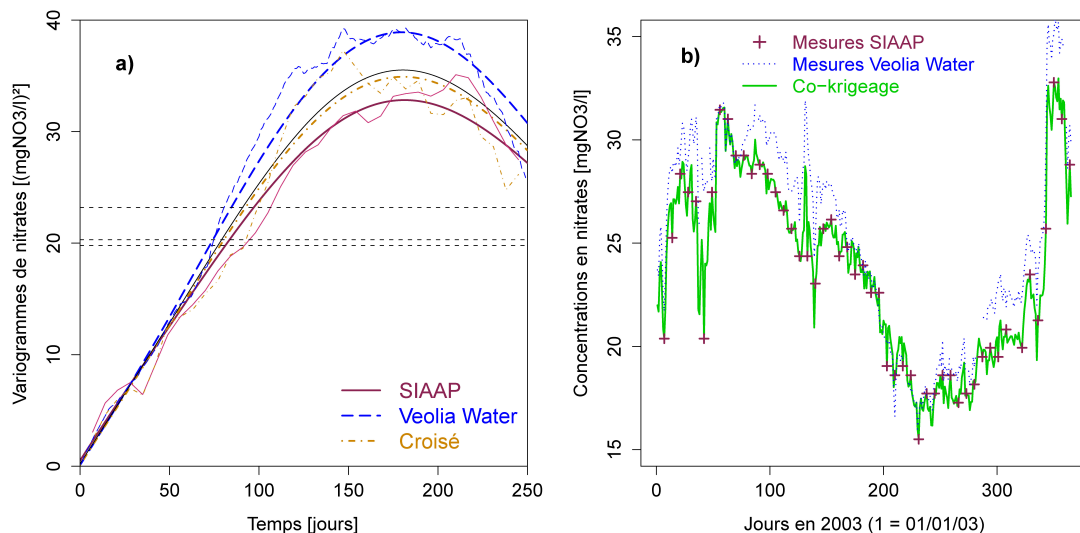 a)
Variogrammes de nitrates [(mgNO3/l)²]
40
30
20
10
0
0 50 100 150 200 250
Temps [jours]
SIAAP
Veolia Water
Croisé
b)
Mesures SIAAP
Mesures Veolia Water
Co-krigeage
Concentrations en nitrates [mgNO3/l]
35
30
25
20
15
0 100 200 300
Jours en 2003 (1 = 01/01/03)